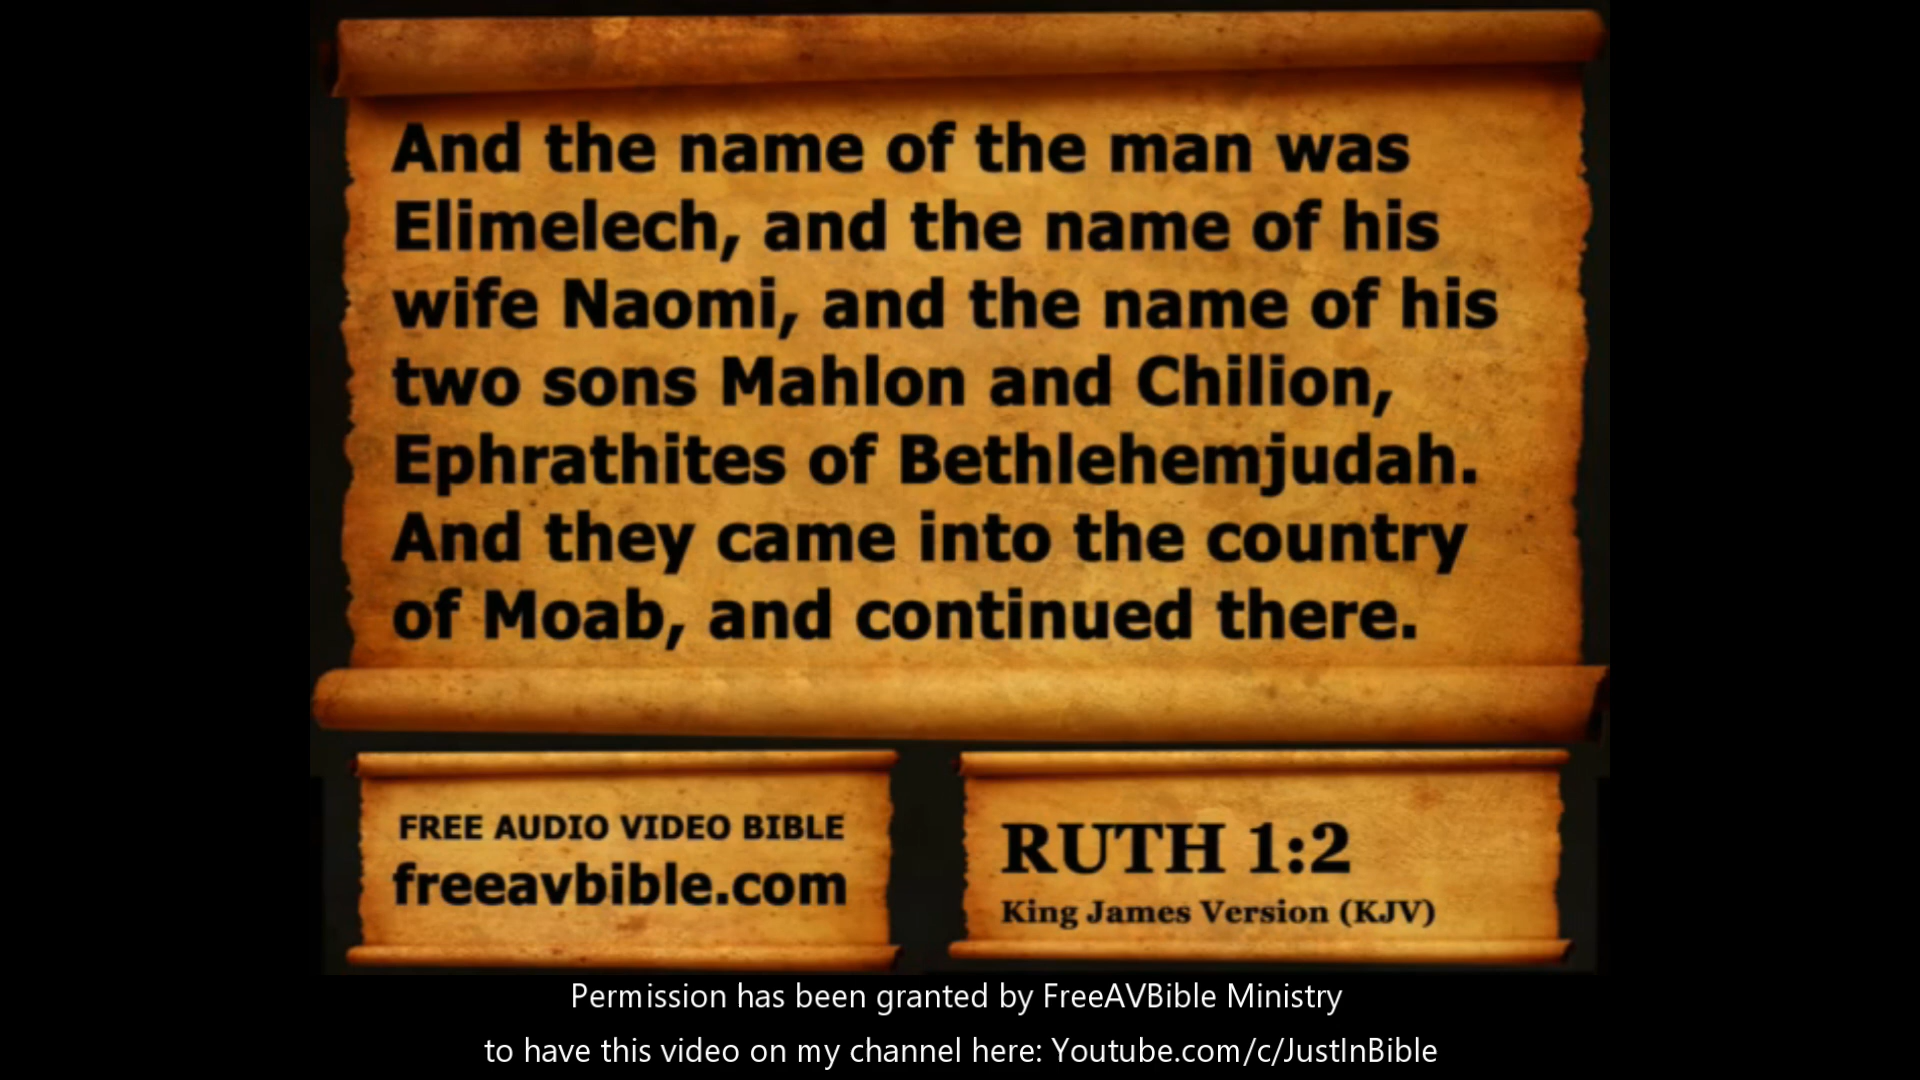 And the name of the man was
Elimelech, and the name of his
wife Naomi, and the name of his
two sons Mahlon and Chilion,
Ephrathites of Bethlehemjudah.
And they came into the country
of Moab, and continued there.
FREE AUDIO VIDEO BIBLE
freeavbible.com
RUTH 1:2
King James Version (KJV)
Permission has been granted by FreeAVBible Ministry
to have this video on my channel here: Youtube.com/c/JustInBible